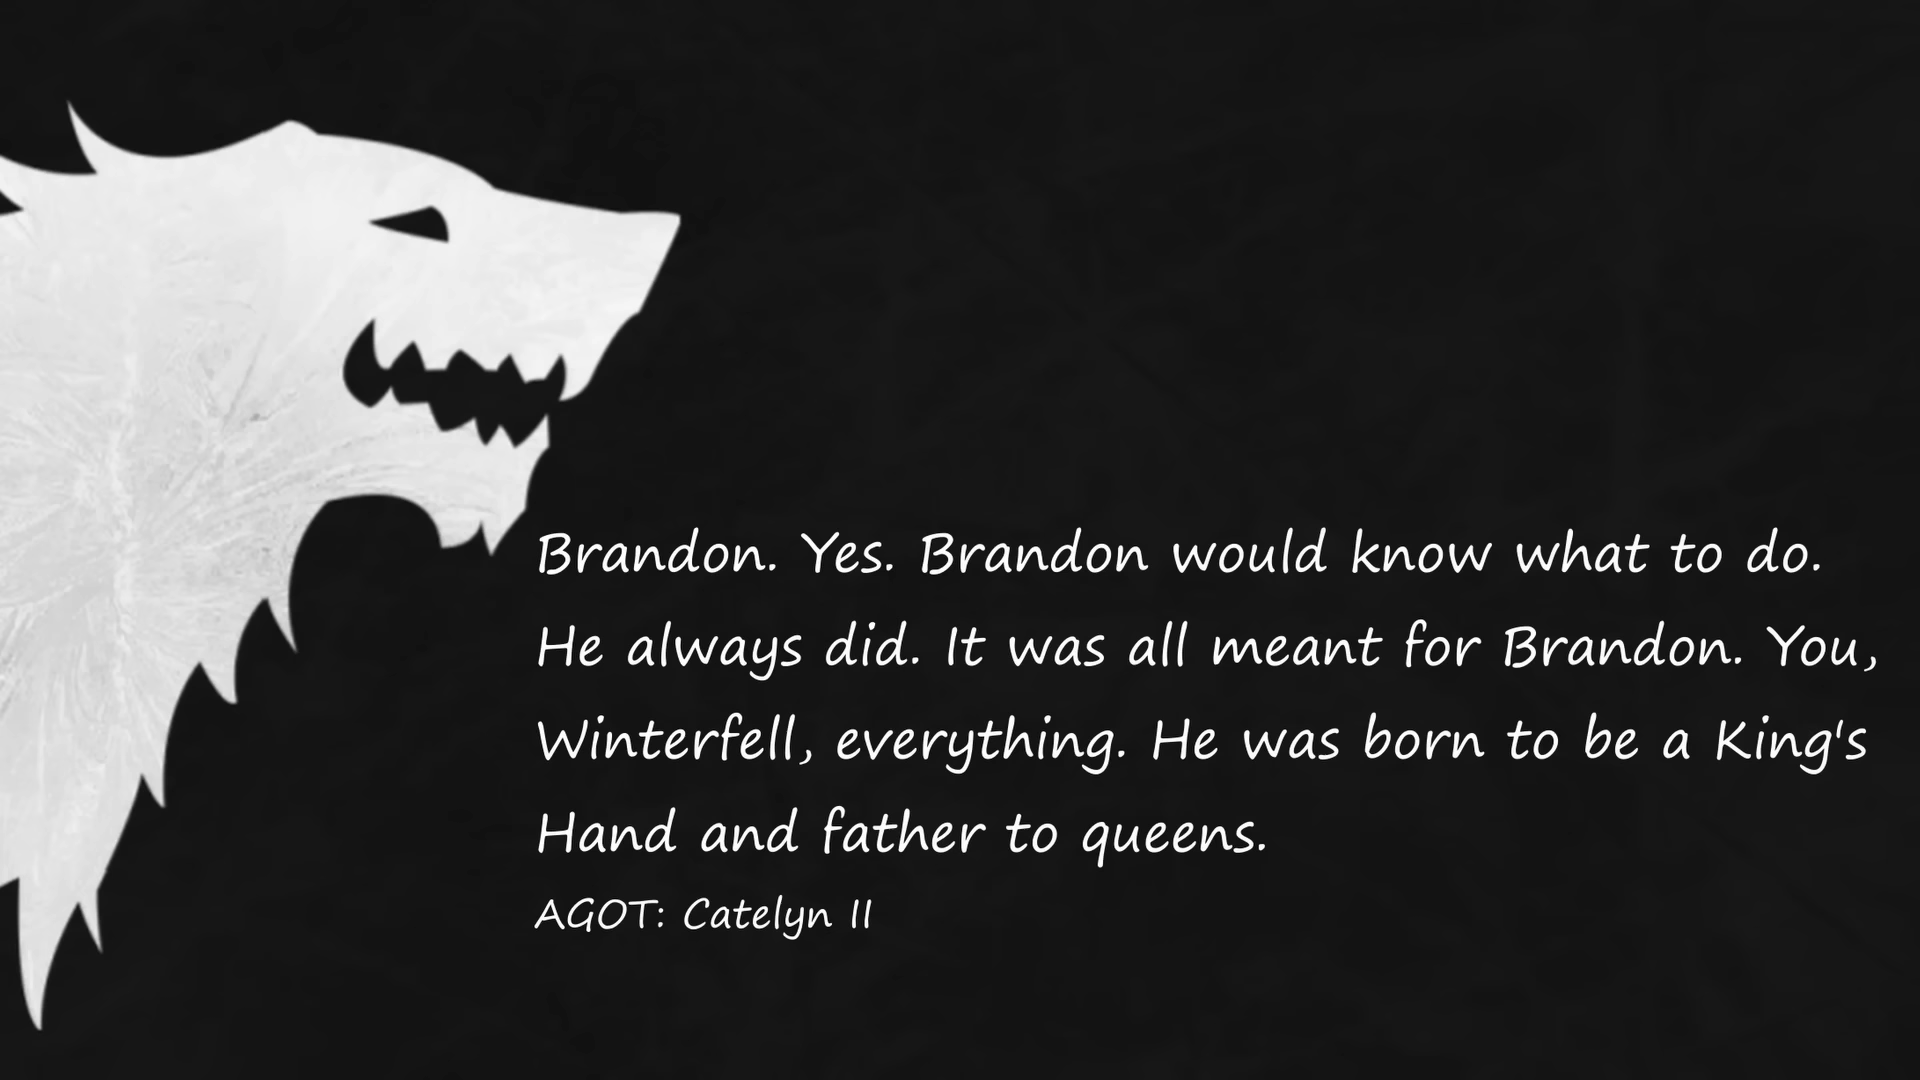 Brandon. Yes. Brandon would know what to do.
He always did. It was all meant for Brandon. You,
Winterfell, everything. He was born to be a King's
Hand and father to queens.
AGOT: Catelyn II